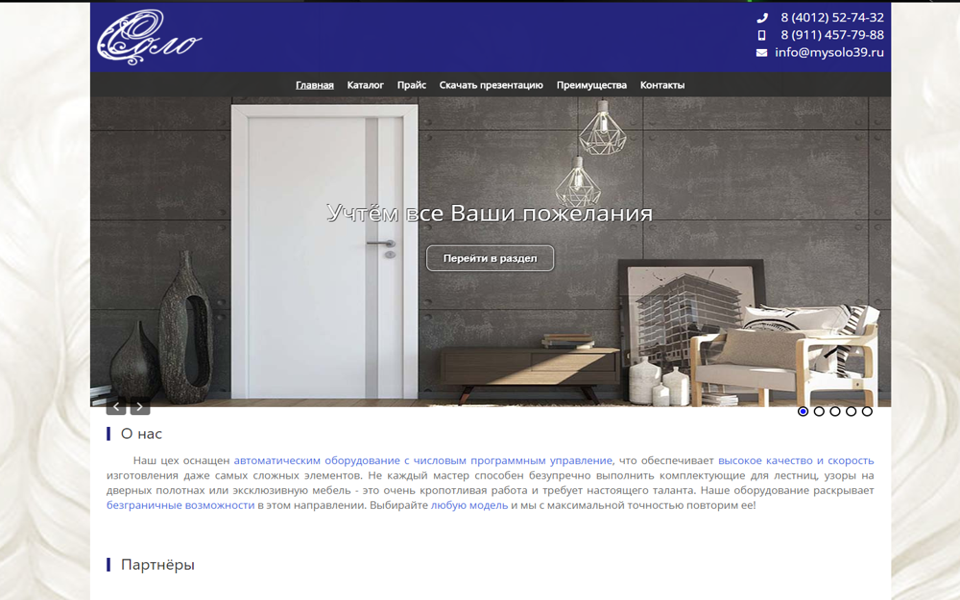 Соло
8 (4012) 52-74-32
8 (911) 457-79-88
info@mysolo39.ru
Главная Каталог Прайс Скачать презентацию Преимущества Контакты
Учтём все Ваши пожелания
Перейти в раздел
О нас
Наш цех оснащен автоматическим оборудование с числовым программным управление, что обеспечивает высокое качество и скорость
изготовления даже самых сложных элементов. Не каждый мастер способен безупречно выполнить комплектующие для лестниц, узоры на
дверных полотнах или эксклюзивную мебель - это очень кропотливая работа и требует настоящего таланта. Наше оборудование раскрывает
безграничные возможности в этом направлении. Выбирайте любую модель и мы с максимальной точностью повторим ее!
Партнёры